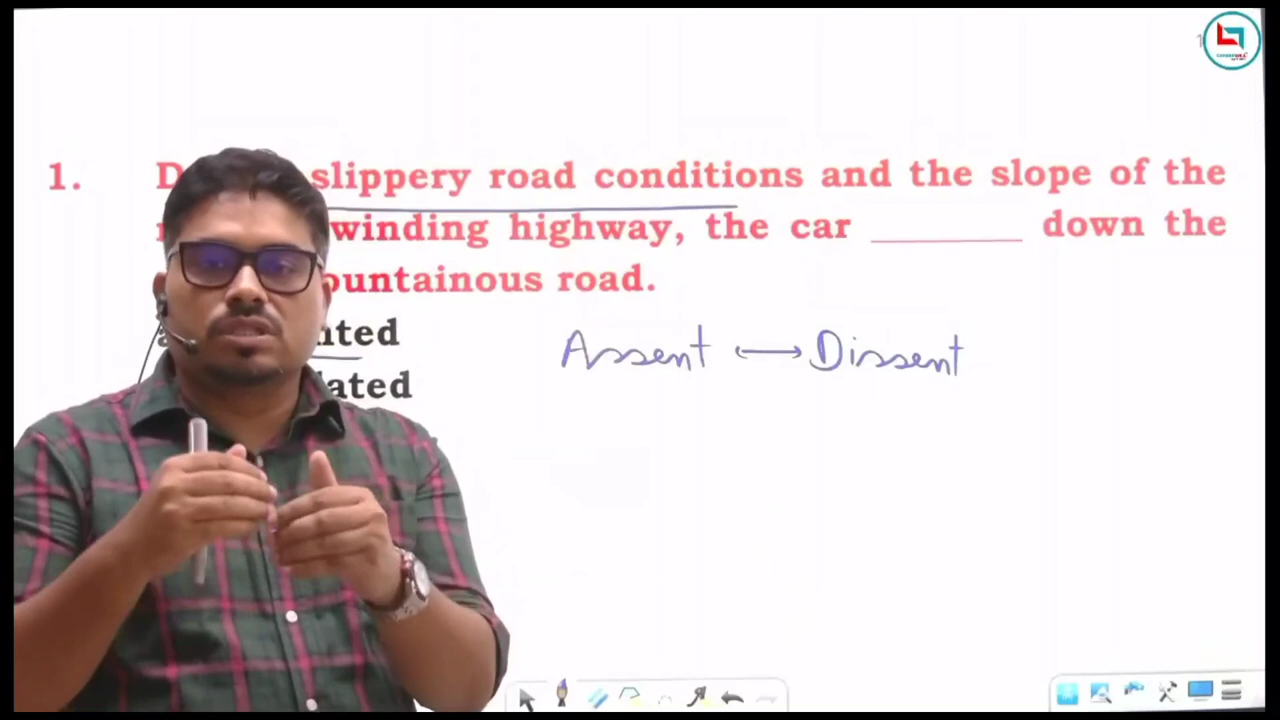 1. slippery road conditions and the slope of the
winding highway, the car ________ down the
ountainous road.
nted
Assent ⟷ Dissent
lated